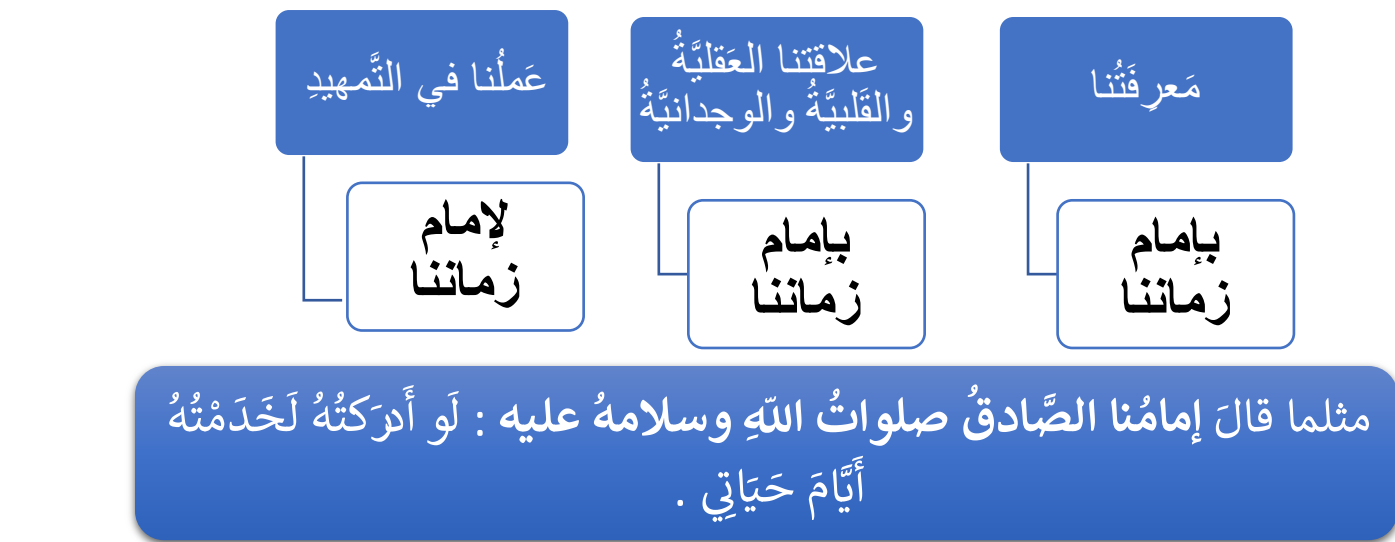 مَعرِفَتُنا
بإمام
زماننا
علاقتنا العَقليَّةُ
والقَلبيَّةُ والوجدانيَّةُ
بإمام
زماننا
عَملُنا في التَّمهيدِ
لإمام
زماننا
مثلما قالَ إمامُنا الصَّادقُ صلواتُ اللهِ وسلامهُ عليه : لَو أَدرَكتُهُ لَخَدَمْتُهُ
أَيَّامَ حَيَاتِي .